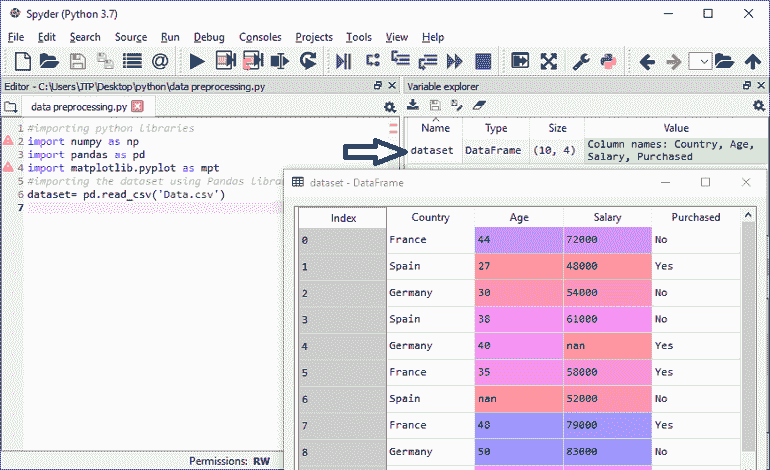 Spyder (Python 3.7)
File Edit Search Source Run Debug Consoles Projects Tools View Help
Editor - C:\Users\JTP\Desktop\python\data preprocessing.py
data preprocessing.py
1 #importing python libraries
2 import numpy as np
3 import pandas as pd
4 import matplotlib.pyplot as mpt
5 #importing the dataset using Pandas librar
6 dataset= pd.read_csv('Data.csv')
7
Permissions: RW
Variable explorer
Name Type Size Value
dataset DataFrame (10, 4) Column names: Country, Age,
Salary, Purchased
dataset - DataFrame
Index Country Age Salary Purchased
0 France 44 72000 No
1 Spain 27 48000 Yes
2 Germany 30 54000 No
3 Spain 38 61000 No
4 Germany 40 nan Yes
5 France 35 58000 Yes
6 Spain nan 52000 No
7 France 48 79000 Yes
8 Germany 50 83000 No